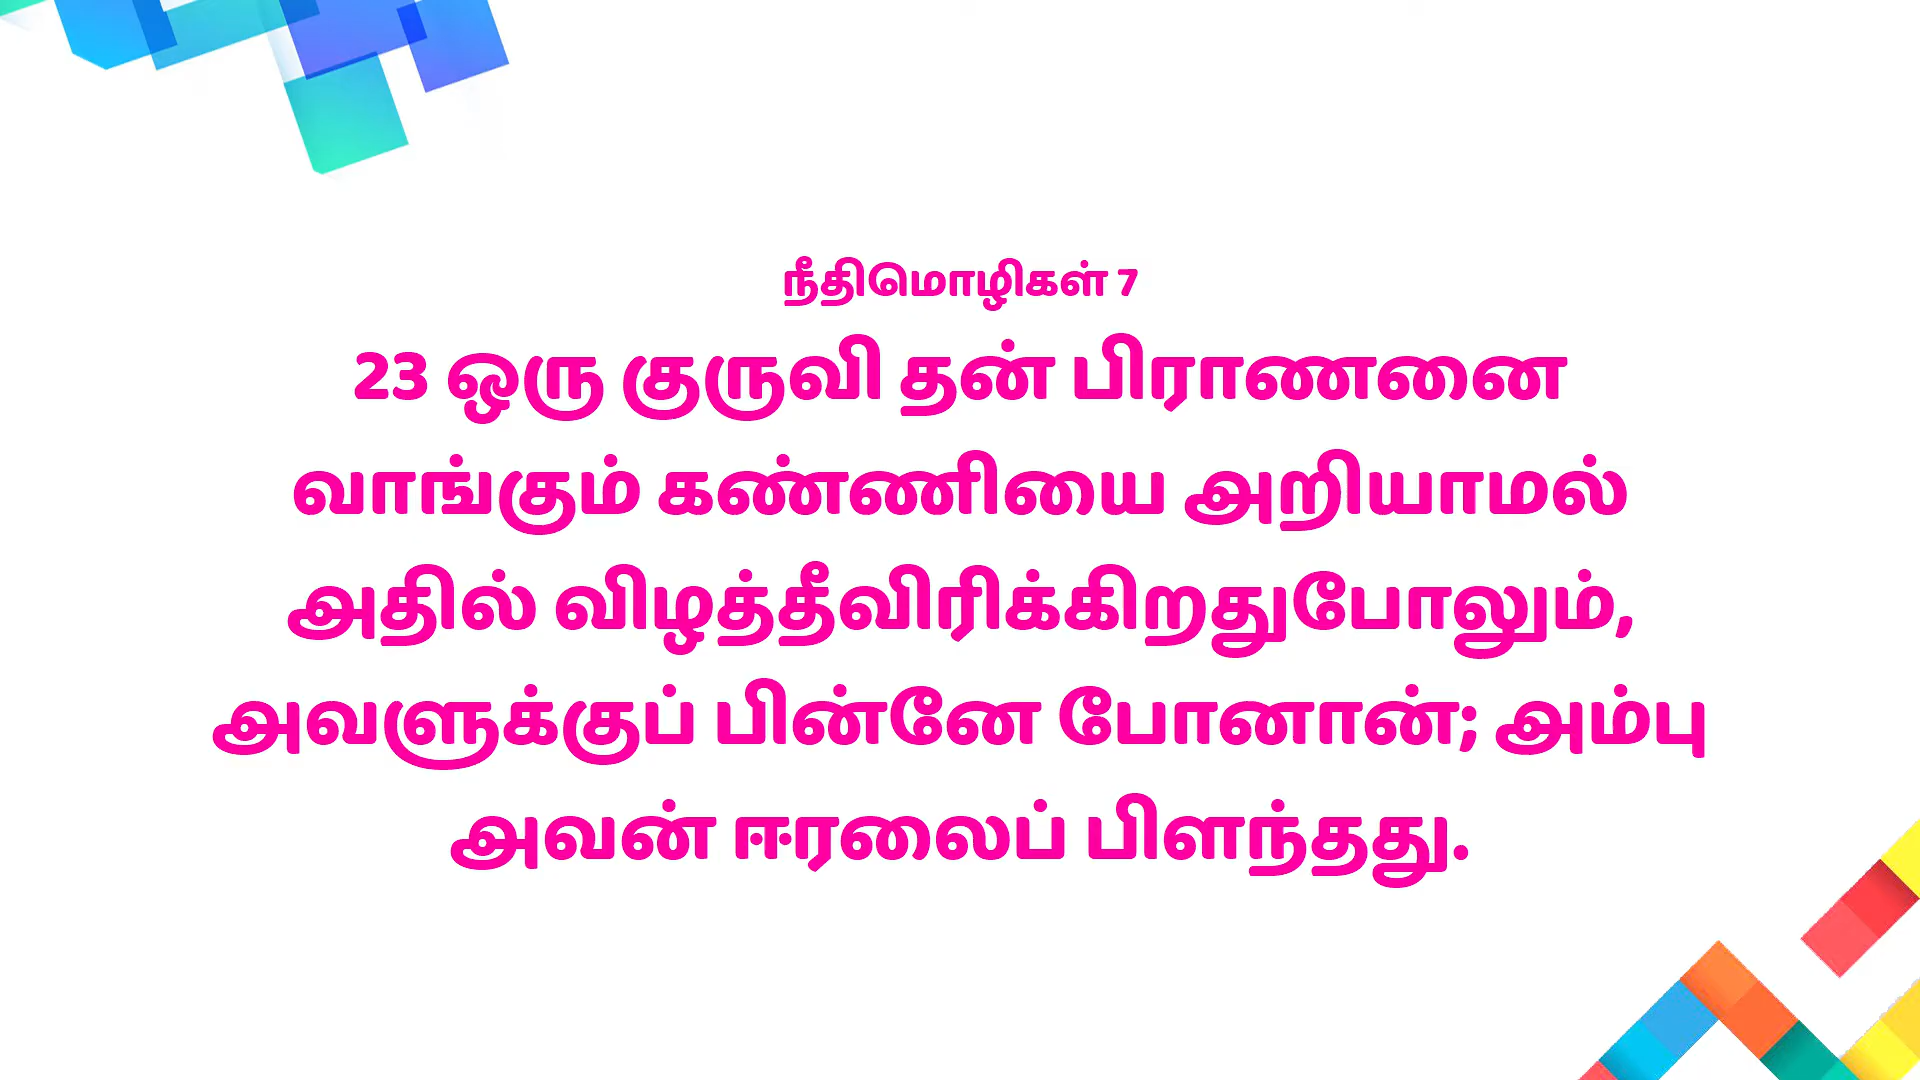 நீதிமொழிகள் 7
23 ஒரு குருவி தன் பிராணனை
வாங்கும் கண்ணியை அறியாமல்
அதில் விழத்தீவிரிக்கிறதுபோலும்,
அவளுக்குப் பின்னே போனான்; அம்பு
அவன் ஈரலைப் பிளந்தது.